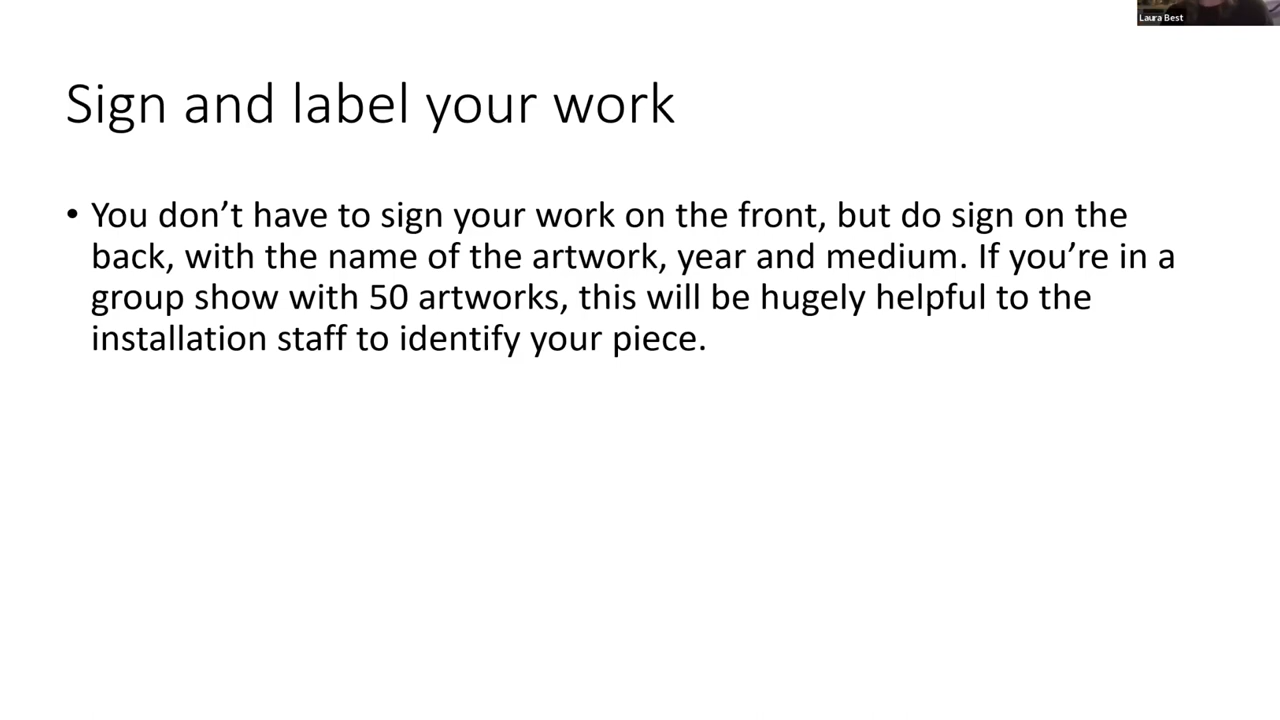 Laura Best
Sign and label your work
• You don’t have to sign your work on the front, but do sign on the
back, with the name of the artwork, year and medium. If you’re in a
group show with 50 artworks, this will be hugely helpful to the
installation staff to identify your piece.